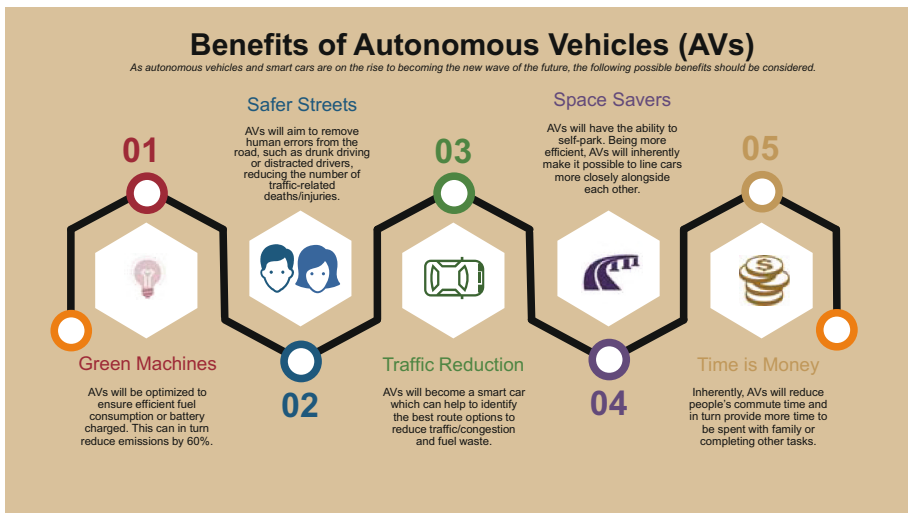 Benefits of Autonomous Vehicles (AVs)
As autonomous vehicles and smart cars are on the rise to becoming the new wave of the future, the following possible benefits should be considered.
01
Green Machines
AVs will be optimized to
ensure efficient fuel
consumption or battery
charged. This can in turn
reduce emissions by 60%.
Safer Streets
AVs will aim to remove
human errors from the
road, such as drunk driving
or distracted drivers,
reducing the number of
traffic-related
deaths/injuries.
02
03
Traffic Reduction
AVs will become a smart car
which can help to identify
the best route options to
reduce traffic/congestion
and fuel waste.
Space Savers
AVs will have the ability to
self-park. Being more
efficient, AVs will inherently
make it possible to line cars
more closely alongside
each other.
04
05
$
Time is Money
Inherently, AVs will reduce
people's commute time and
in turn provide more time to
be spent with family or
completing other tasks.